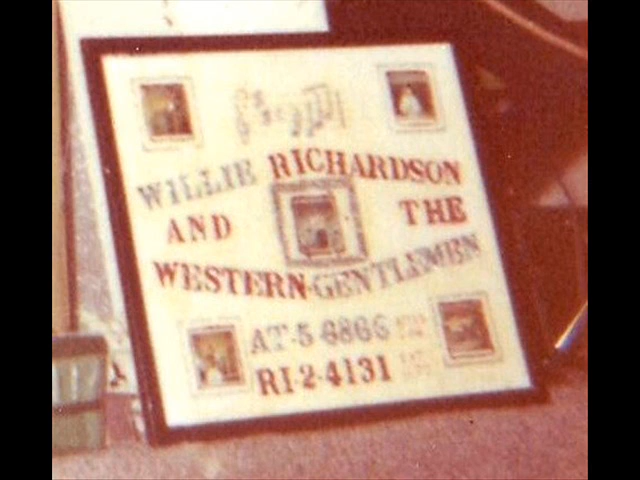 WILLIE RICHARDSON
AND THE
WESTERN-GENTLEMEN
AT-5-6866
RI-2-4131